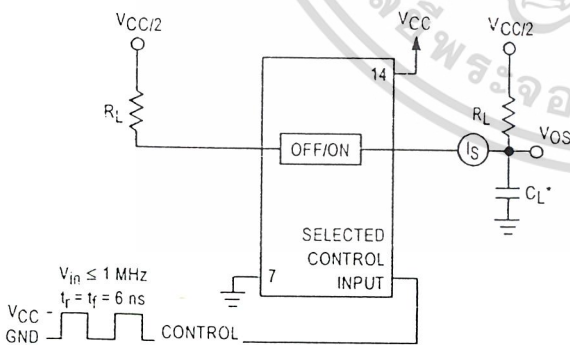 VCC/2
VCC
VCC/2
14
RL
RL
VOS
OFF/ON
IS
CL*
SELECTED
CONTROL
INPUT
7
Vin ≤ 1 MHz
tr = tf = 6 ns
VCC
GND
CONTROL